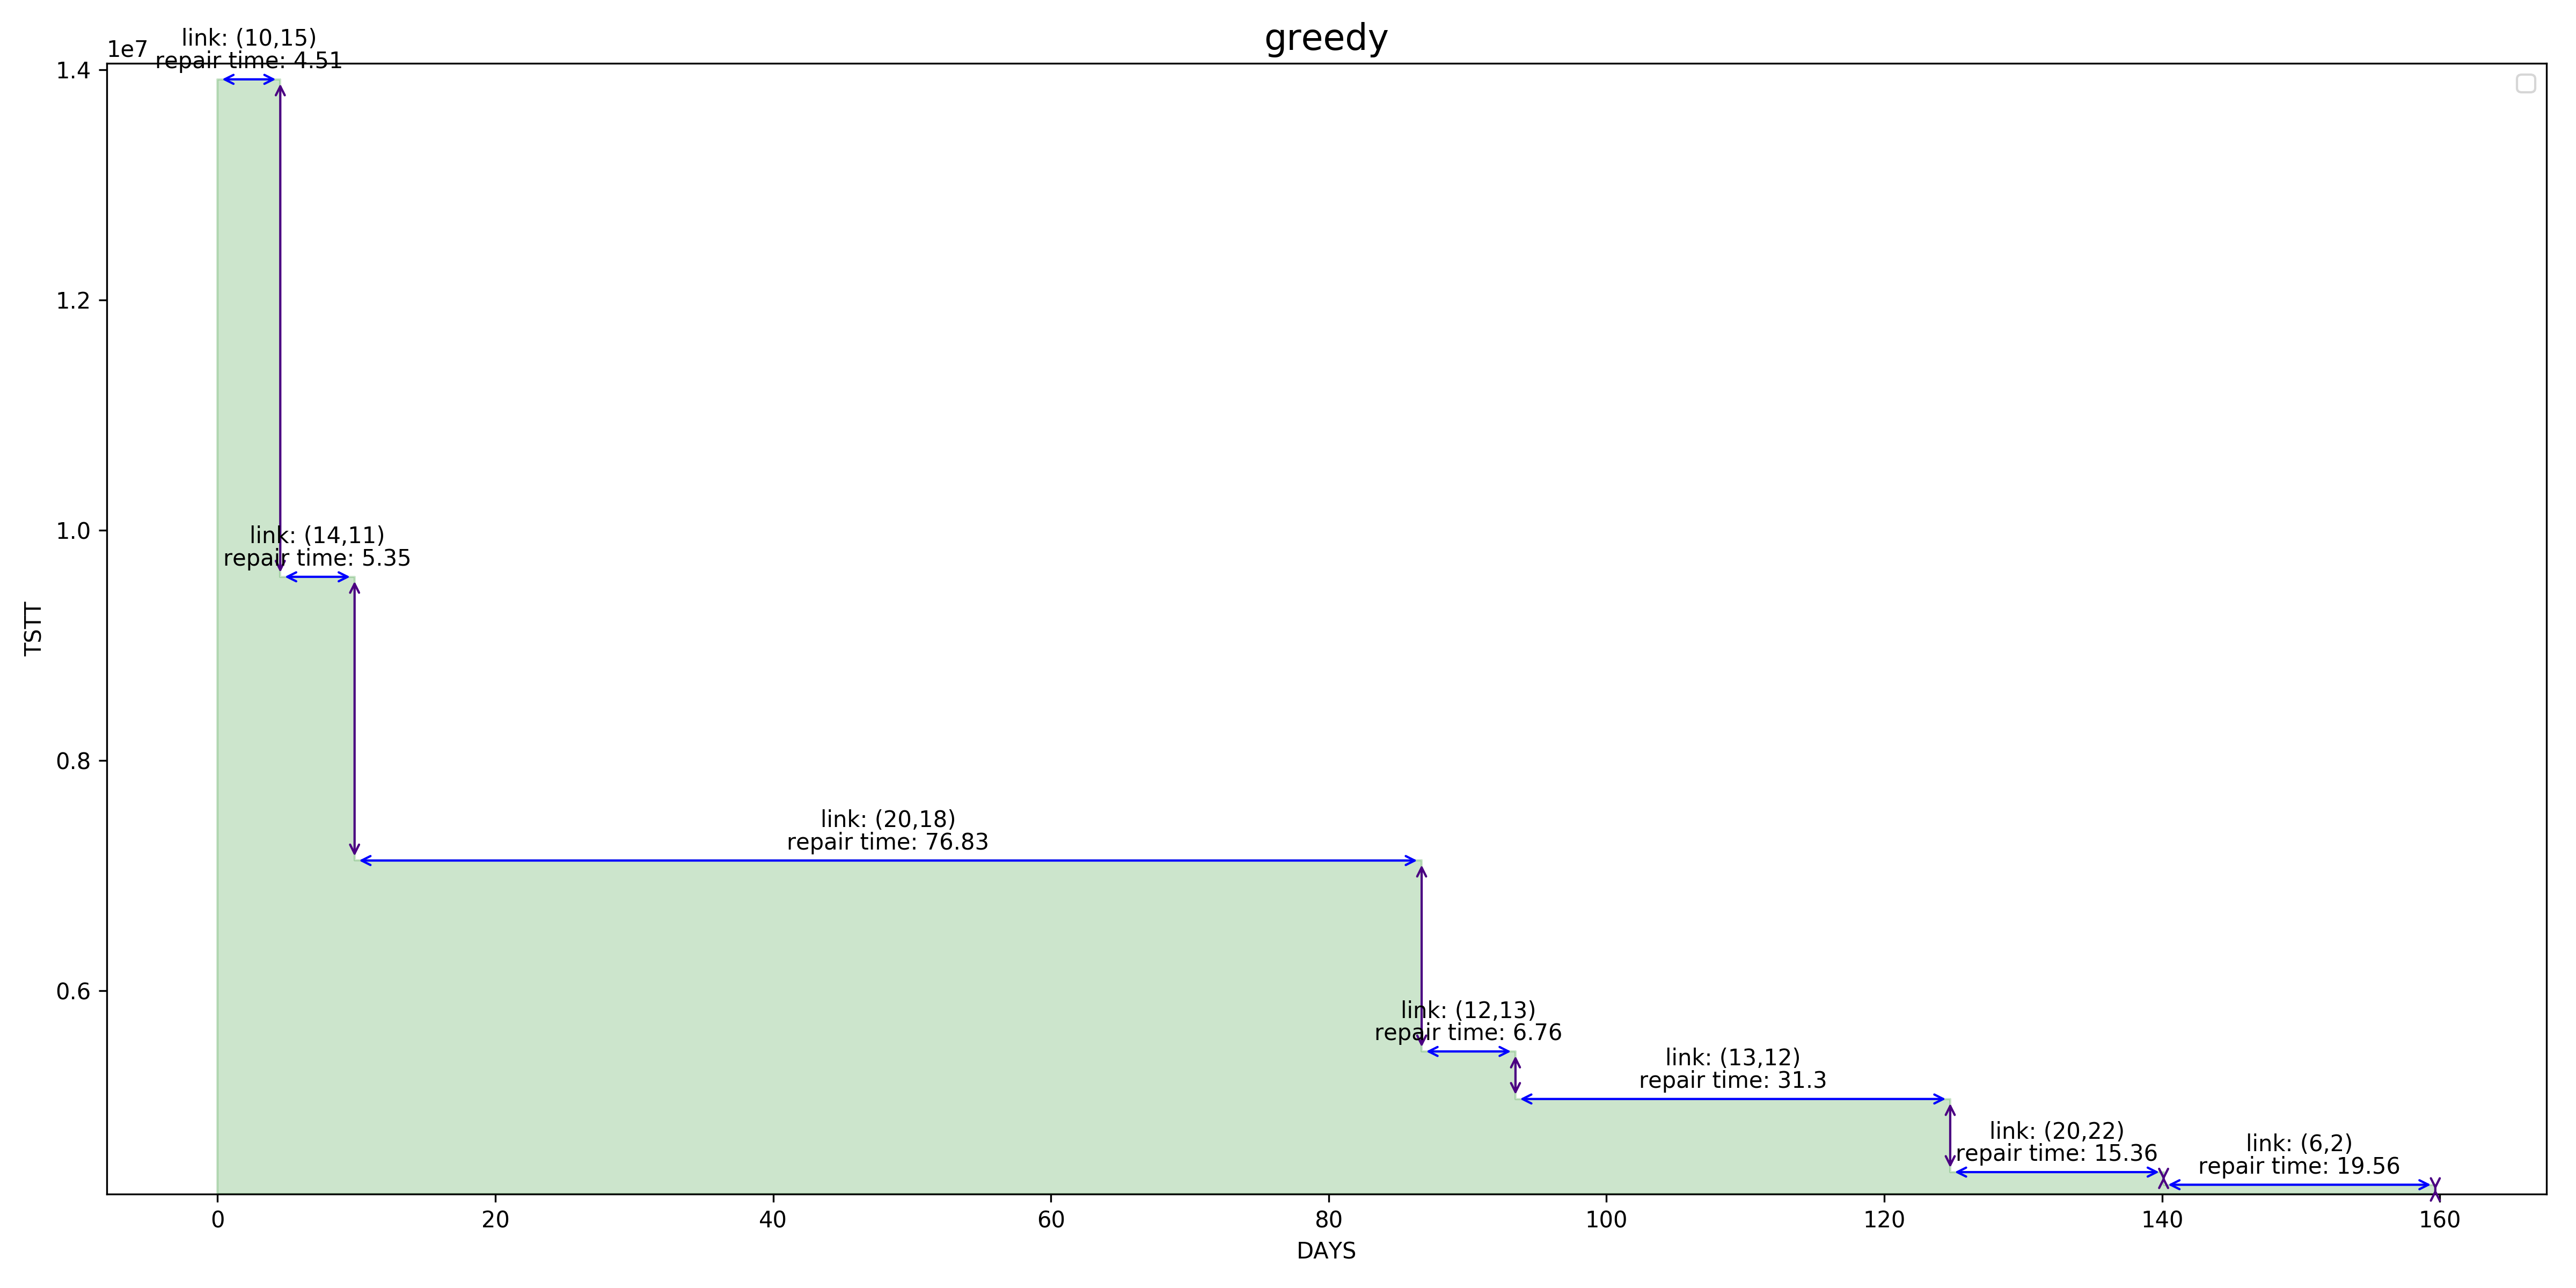 greedy
1e7
link: (10,15)
repair time: 4.51
link: (14,11)
repair time: 5.35
link: (20,18)
repair time: 76.83
link: (12,13)
repair time: 6.76
link: (13,12)
repair time: 31.3
link: (20,22)
repair time: 15.36
link: (6,2)
repair time: 19.56
1.4
1.2
1.0
0.8
0.6
TSTT
0 20 40 60 80 100 120 140 160
DAYS